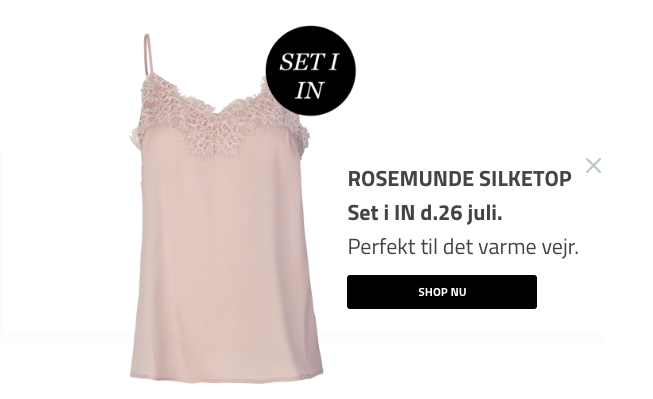 SET I
IN
ROSEMUNDE SILKETOP
Set i IN d.26 juli.
Perfekt til det varme vejr.
SHOP NU